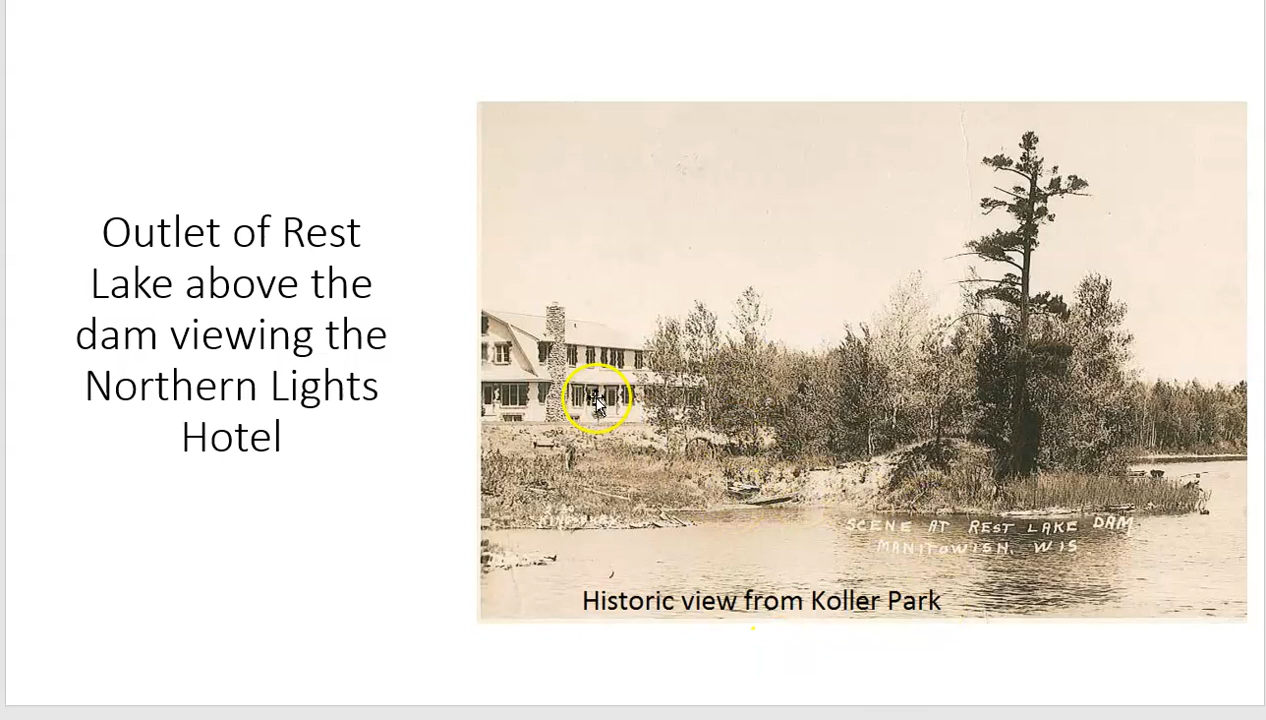 Outlet of Rest
Lake above the
dam viewing the
Northern Lights
Hotel
SCENE AT REST LAKE DAM
MANITOWISH, WIS
Historic view from Koller Park